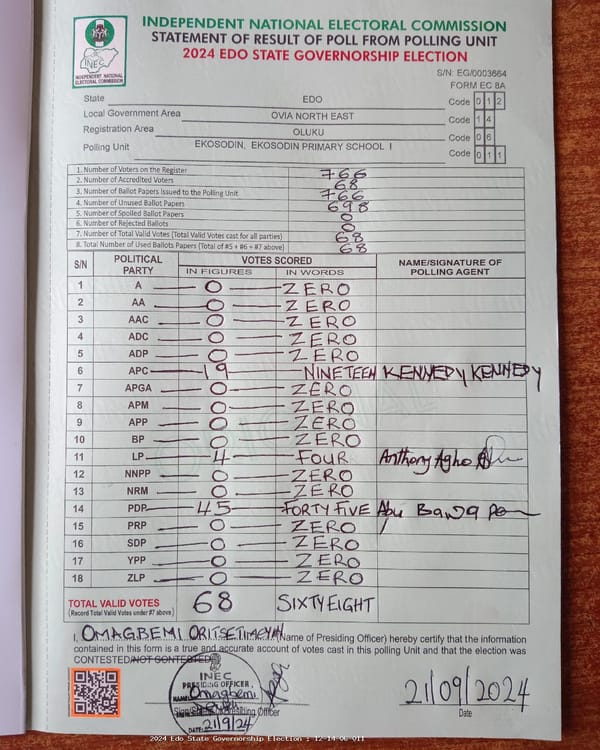 INDEPENDENT NATIONAL ELECTORAL COMMISSION
STATEMENT OF RESULT OF POLL FROM POLLING UNIT
2024 EDO STATE GOVERNORSHIP ELECTION
INEC
INDEPENDENT NATIONAL ELECTORAL COMMISSION
S/N: EG/0003664
FORM EC 8A
State EDO Code 0 1 2
Local Government Area OVIA NORTH EAST Code 1 4
Registration Area OLUKU Code 0 6
Polling Unit EKOSODIN, EKOSODIN PRIMARY SCHOOL I Code 0 1 1
1. Number of Voters on the Register 766
2. Number of Accredited Voters 68
3. Number of Ballot Papers Issued to the Polling Unit 766
4. Number of Unused Ballot Papers 698
5. Number of Spoiled Ballot Papers 0
6. Number of Rejected Ballots 0
7. Number of Total Valid Votes (Total Valid Votes cast for all parties) 68
8. Total Number of Used Ballots Papers (Total of #5 + #6 + #7 above) 68
S/N POLITICAL PARTY VOTES SCORED NAME/SIGNATURE OF POLLING AGENT
IN FIGURES IN WORDS
1 A 0 ZERO
2 AA 0 ZERO
3 AAC 0 ZERO
4 ADC 0 ZERO
5 ADP 0 ZERO
6 APC 19 NINETEEN KENNEDY KENNEDY
7 APGA 0 ZERO
8 APM 0 ZERO
9 APP 0 ZERO
10 BP 0 ZERO
11 LP 4 FOUR Anthony Agho
12 NNPP 0 ZERO
13 NRM 0 ZERO
14 PDP 45 FORTY FIVE Abu Bawa
15 PRP 0 ZERO
16 SDP 0 ZERO
17 YPP 0 ZERO
18 ZLP 0 ZERO
TOTAL VALID VOTES 68 SIXTY EIGHT
(Record Total Valid Votes under #7 above)
I, OMAGBEMI (Name of Presiding Officer) hereby certify that the information
contained in this form is a true and accurate account of votes cast in this polling Unit and that the election was
CONTESTED/NOT CONTESTED
INEC
PRESIDING OFFICER
NAME: Omagbemi
DATE: 21/9/24
21/09/2024
Date
2024 Edo State Governorship Election : 12-14-06-011